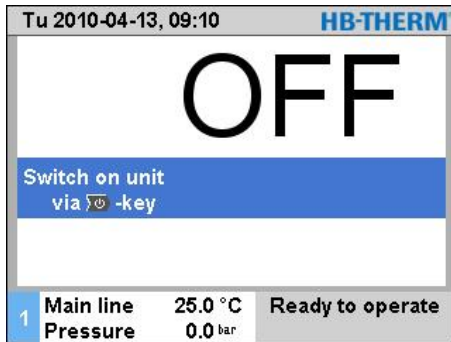 Tu 2010-04-13, 09:10 HB-THERM
OFF
Switch on unit
via -key
Main line 25.0 °C Ready to operate
1
Pressure 0.0 bar